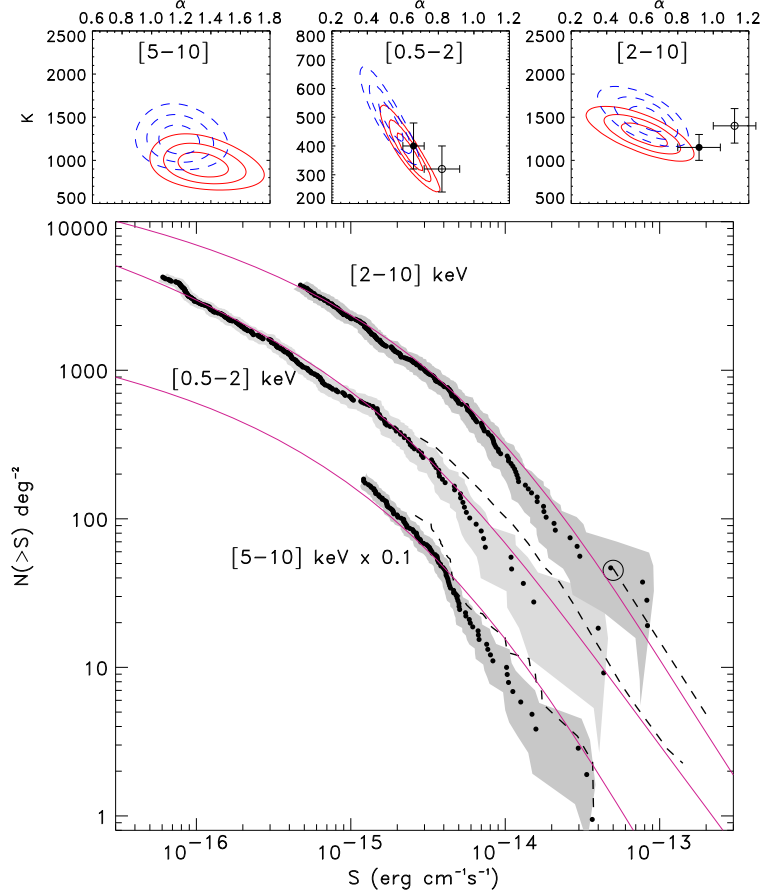 α α α
0.6 0.8 1.0 1.2 1.4 1.6 1.8 0.2 0.4 0.6 0.8 1.0 1.2 0.2 0.4 0.6 0.8 1.0 1.2
[5−10] [0.5−2] [2−10]
2500 800 2500
2000 700 2000
600
1500 500 1500
K
400
1000 1000
300
500 200 500
10000
[2−10] keV
1000
[0.5−2] keV
N(>S) deg⁻²
100
[5−10] keV x 0.1
10
1
10⁻¹⁶ 10⁻¹⁵ 10⁻¹⁴ 10⁻¹³
S (erg cm⁻¹s⁻¹)